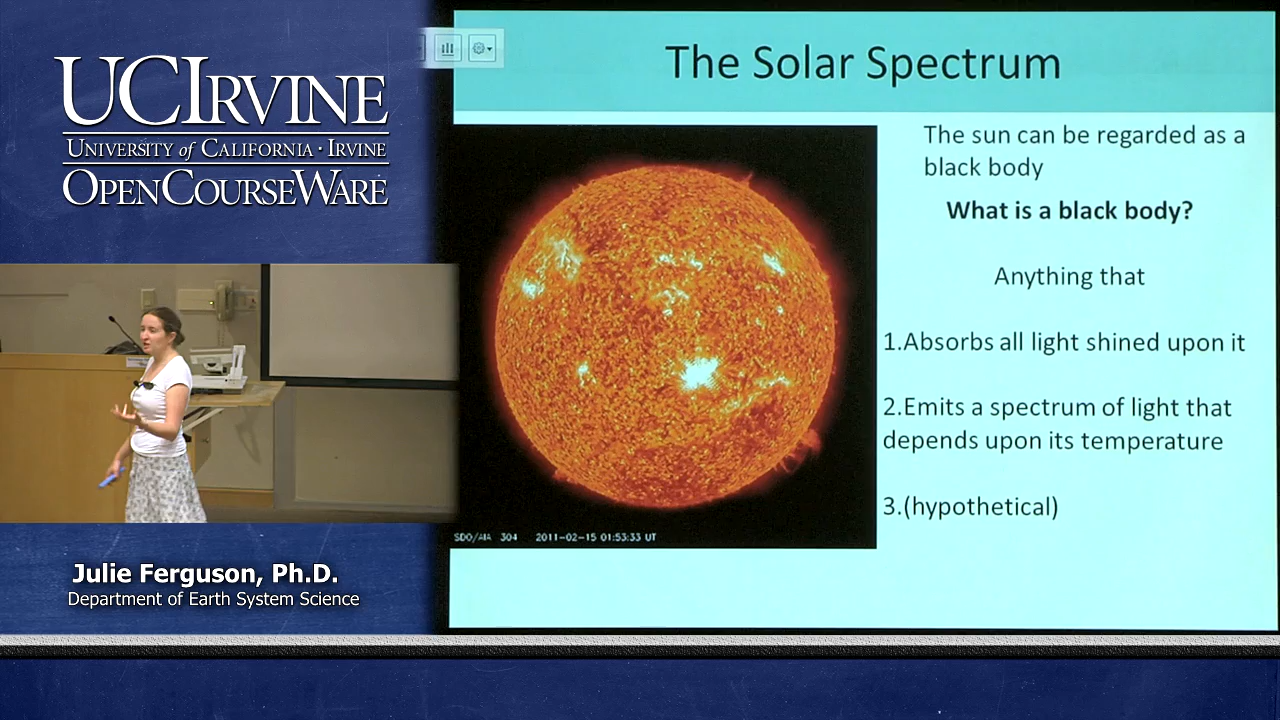 UCIRVINE
UNIVERSITY of CALIFORNIA · IRVINE
OPENCOURSEWARE
The Solar Spectrum
The sun can be regarded as a
black body
What is a black body?
Anything that
1.Absorbs all light shined upon it
2.Emits a spectrum of light that
depends upon its temperature
3.(hypothetical)
SDO/AIA 304 2011-02-15 01:53:33 UT
Julie Ferguson, Ph.D.
Department of Earth System Science